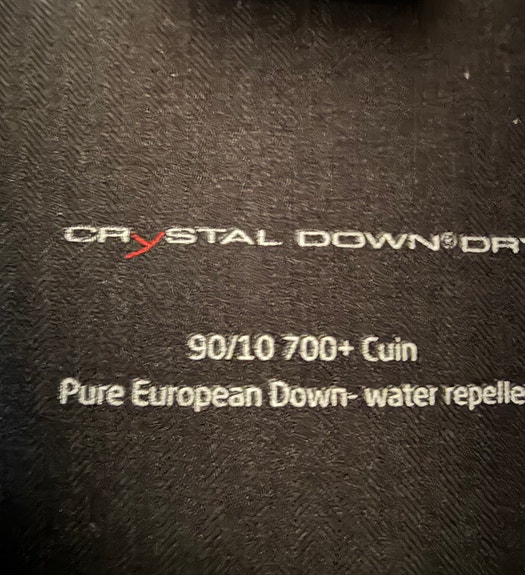 CRySTAL DOWN® DR
90/10 700+ Cuin
Pure European Down- water repelle